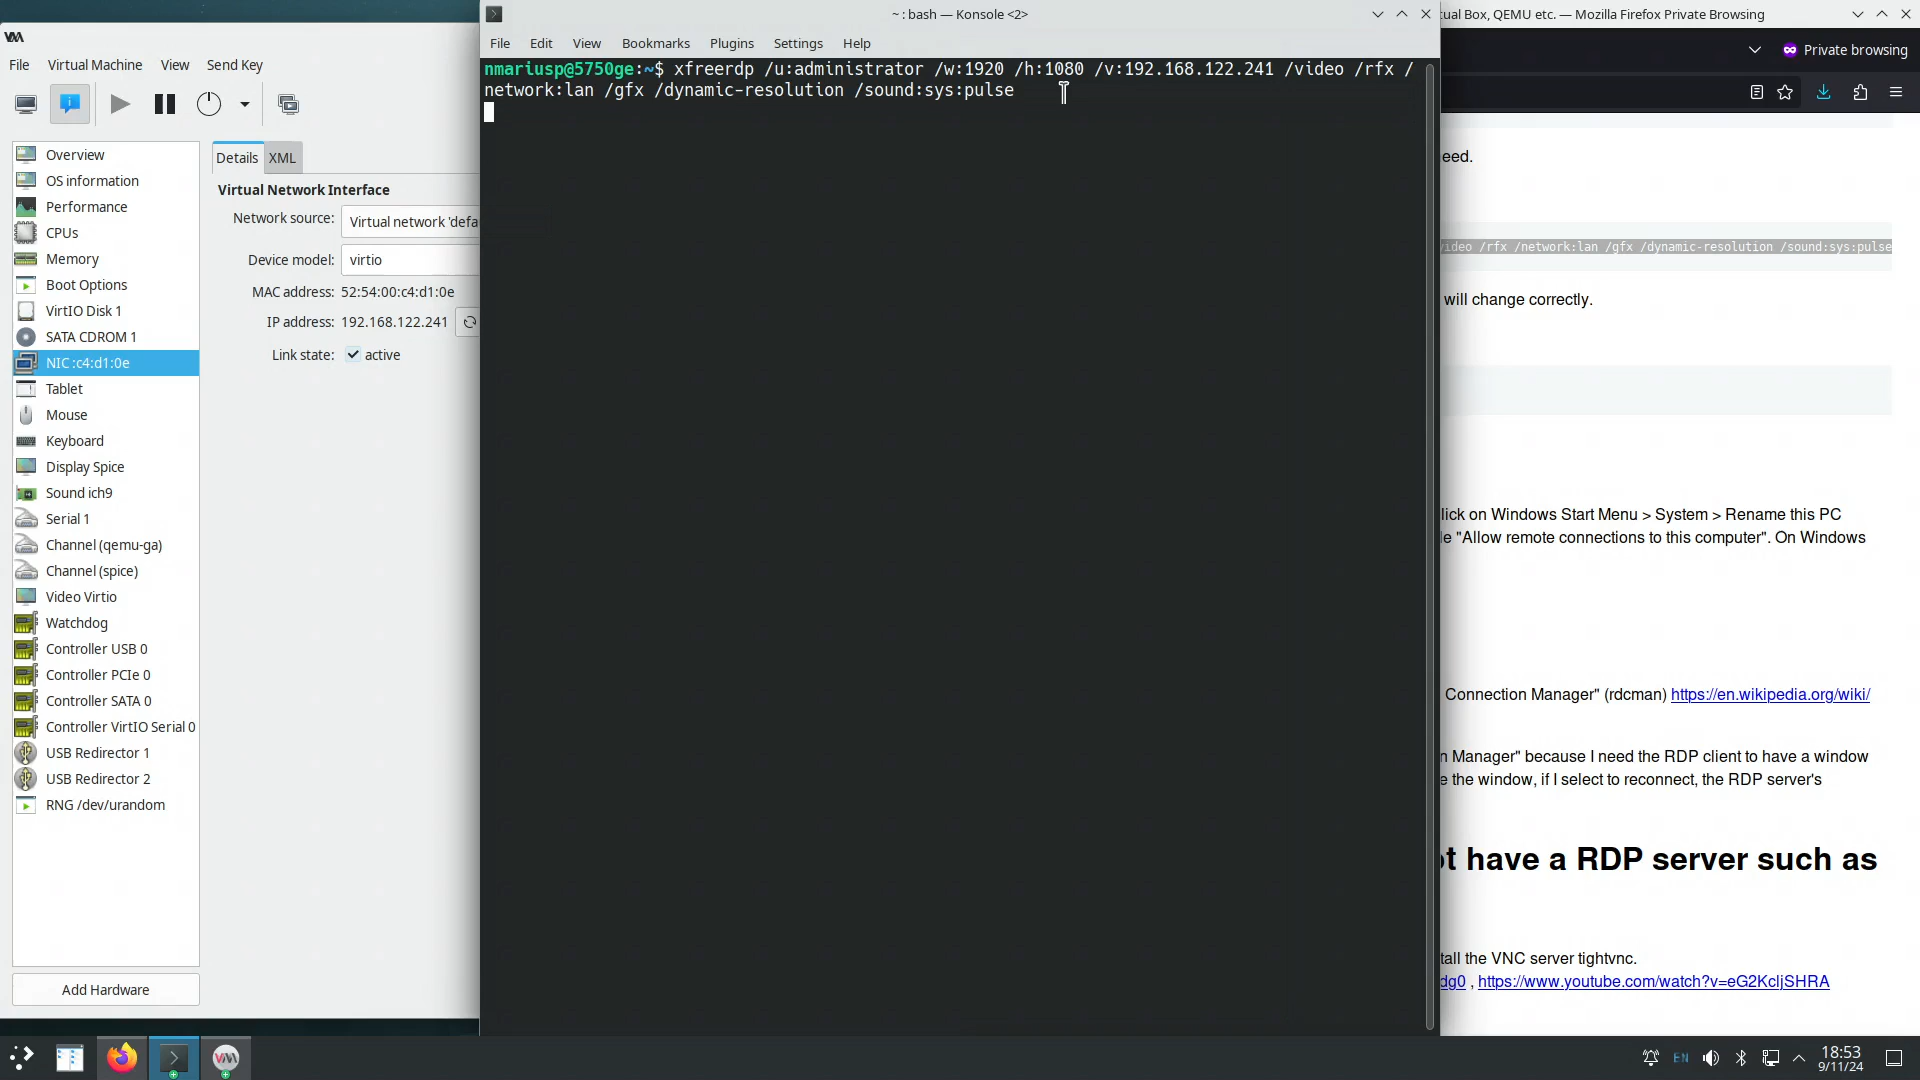 File
Virtual Machine
View
Send Key
Overview
OS information
Performance
CPUs
Memory
Boot Options
VirtIO Disk 1
SATA CDROM 1
NIC :c4:d1:0e
Tablet
Mouse
Keyboard
Display Spice
Sound ich9
Serial 1
Channel (qemu-ga)
Channel (spice)
Video Virtio
Watchdog
Controller USB 0
Controller PCIe 0
Controller SATA 0
Controller VirtIO Serial 0
USB Redirector 1
USB Redirector 2
RNG /dev/urandom
Add Hardware
Details
XML
Virtual Network Interface
Network source: Virtual network 'defa
Device model: virtio
MAC address: 52:54:00:c4:d1:0e
IP address: 192.168.122.241
Link state: active
~ : bash — Konsole <2>
File
Edit
View
Bookmarks
Plugins
Settings
Help
nmariusp@5750ge:~$ xfreerdp /u:administrator /w:1920 /h:1080 /v:192.168.122.241 /video /rfx /
network:lan /gfx /dynamic-resolution /sound:sys:pulse
ual Box, QEMU etc. — Mozilla Firefox Private Browsing
Private browsing
eed.
video /rfx /network:lan /gfx /dynamic-resolution /sound:sys:pulse
will change correctly.
lick on Windows Start Menu > System > Rename this PC
e "Allow remote connections to this computer". On Windows
Connection Manager" (rdcman) https://en.wikipedia.org/wiki/
n Manager" because I need the RDP client to have a window
e the window, if I select to reconnect, the RDP server's
ot have a RDP server such as
tall the VNC server tightvnc.
dg0 , https://www.youtube.com/watch?v=eG2KcljSHRA
EN
18:53
9/11/24